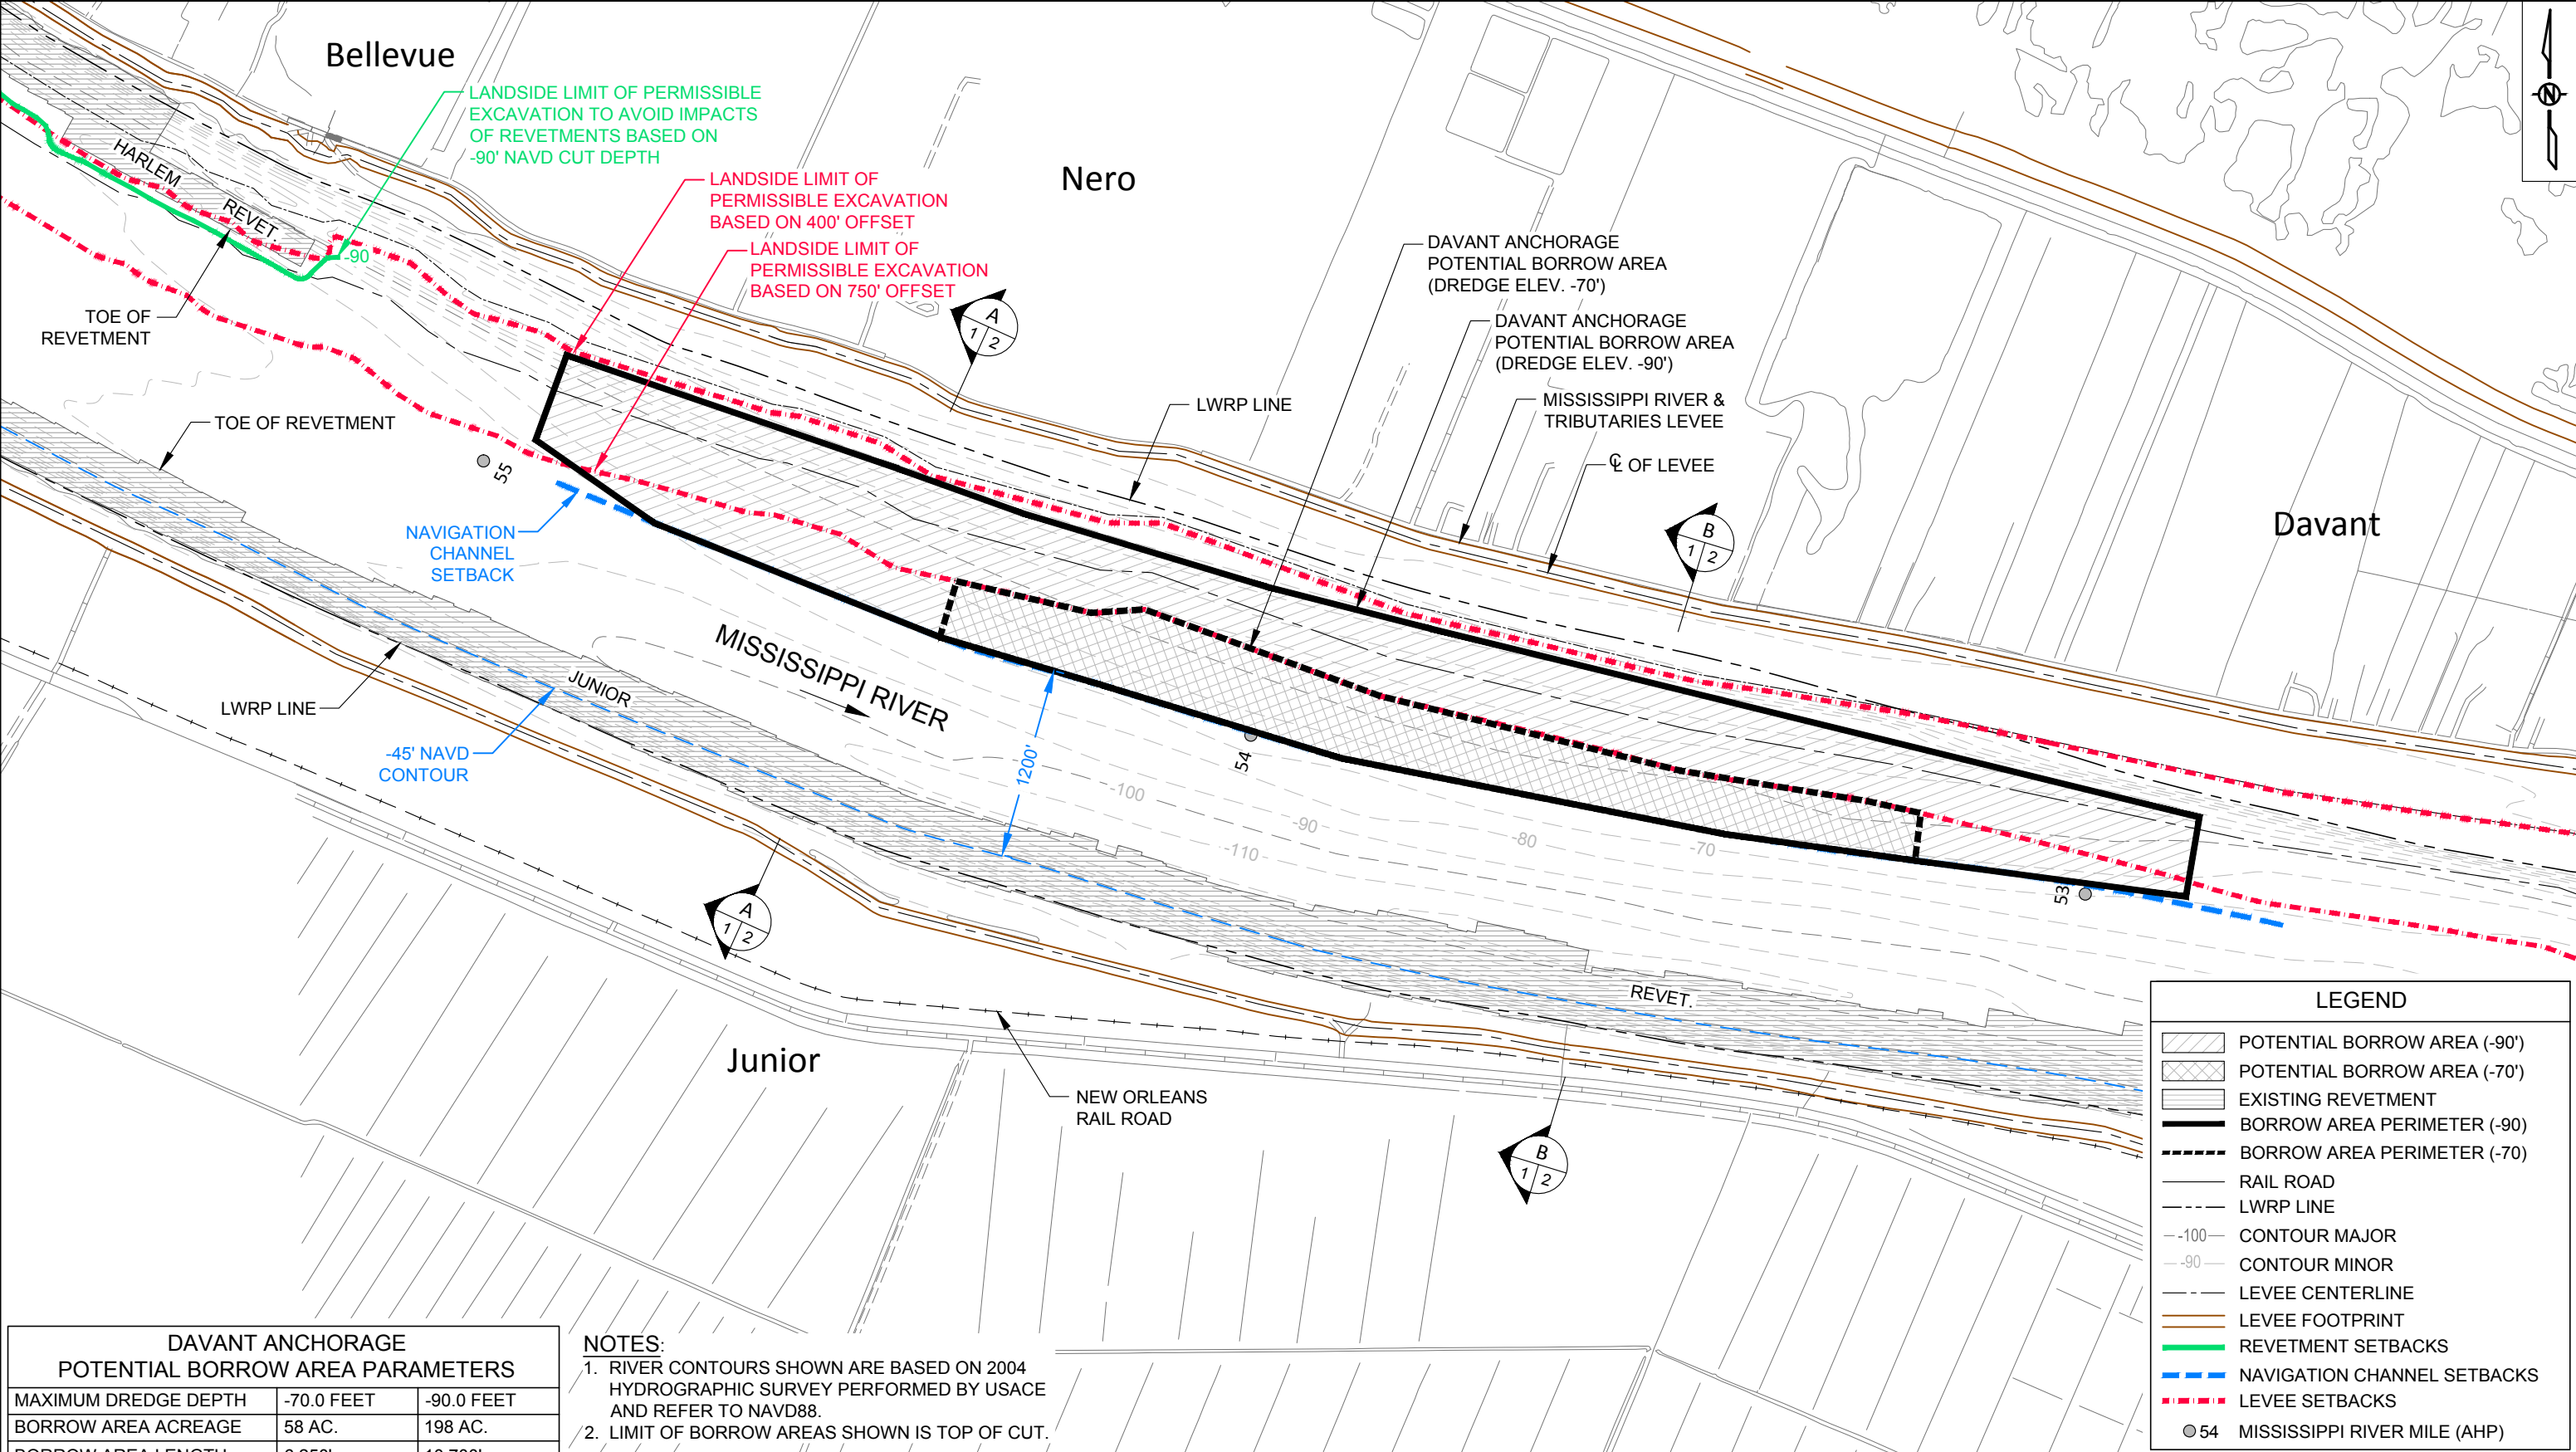 Bellevue
LANDSIDE LIMIT OF PERMISSIBLE
EXCAVATION TO AVOID IMPACTS
OF REVETMENTS BASED ON
-90' NAVD CUT DEPTH
N
Nero
LANDSIDE LIMIT OF
PERMISSIBLE EXCAVATION
BASED ON 400' OFFSET
LANDSIDE LIMIT OF
PERMISSIBLE EXCAVATION
BASED ON 750' OFFSET
HARLEM
REVET.
-90
TOE OF
REVETMENT
A
1 2
DAVANT ANCHORAGE
POTENTIAL BORROW AREA
(DREDGE ELEV. -70')
DAVANT ANCHORAGE
POTENTIAL BORROW AREA
(DREDGE ELEV. -90')
MISSISSIPPI RIVER &
TRIBUTARIES LEVEE
℄ OF LEVEE
LWRP LINE
TOE OF REVETMENT
55
NAVIGATION
CHANNEL
SETBACK
B
1 2
Davant
MISSISSIPPI RIVER
JUNIOR
LWRP LINE
-45' NAVD
CONTOUR
1200'
54
-100
-90
-110
-80
-70
53
A
1 2
REVET.
Junior
NEW ORLEANS
RAIL ROAD
B
1 2
LEGEND
POTENTIAL BORROW AREA (-90')
POTENTIAL BORROW AREA (-70')
EXISTING REVETMENT
BORROW AREA PERIMETER (-90)
BORROW AREA PERIMETER (-70)
RAIL ROAD
LWRP LINE
-100 CONTOUR MAJOR
-90 CONTOUR MINOR
LEVEE CENTERLINE
LEVEE FOOTPRINT
REVETMENT SETBACKS
NAVIGATION CHANNEL SETBACKS
LEVEE SETBACKS
54 MISSISSIPPI RIVER MILE (AHP)
DAVANT ANCHORAGE
POTENTIAL BORROW AREA PARAMETERS
MAXIMUM DREDGE DEPTH -70.0 FEET -90.0 FEET
BORROW AREA ACREAGE 58 AC. 198 AC.
BORROW AREA LENGTH
NOTES:
1. RIVER CONTOURS SHOWN ARE BASED ON 2004
HYDROGRAPHIC SURVEY PERFORMED BY USACE
AND REFER TO NAVD88.
2. LIMIT OF BORROW AREAS SHOWN IS TOP OF CUT.